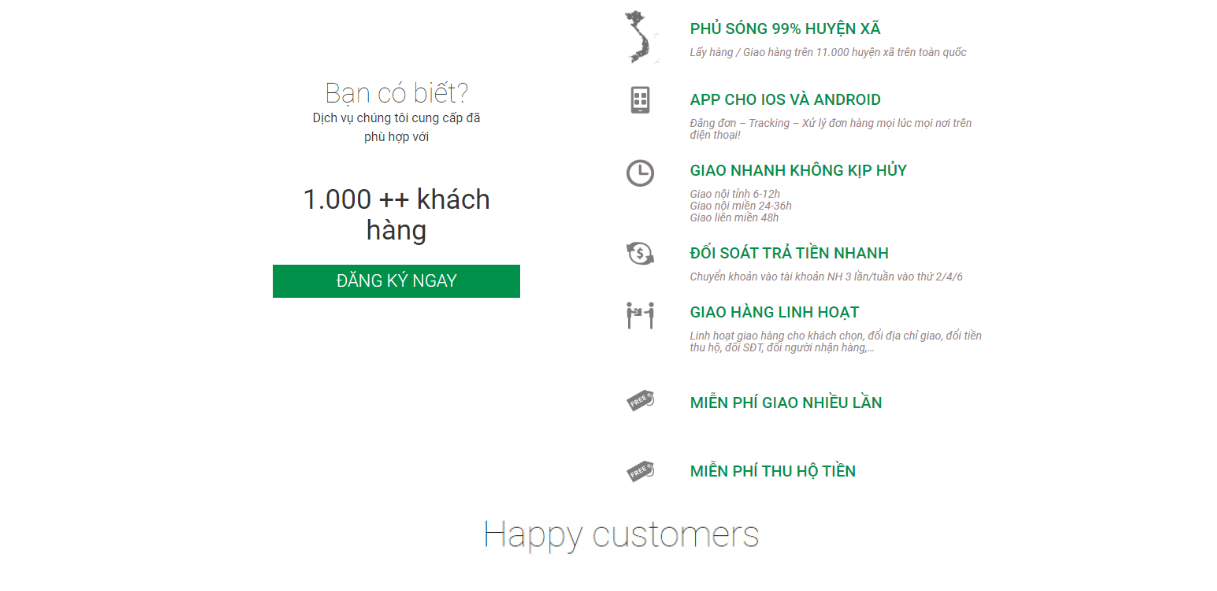 Bạn có biết?
Dịch vụ chúng tôi cung cấp đã
phù hợp với
1.000 ++ khách
hàng
ĐĂNG KÝ NGAY
PHỦ SÓNG 99% HUYỆN XÃ
Lấy hàng / Giao hàng trên 11.000 huyện xã trên toàn quốc
APP CHO IOS VÀ ANDROID
Đăng đơn – Tracking – Xử lý đơn hàng mọi lúc mọi nơi trên
điện thoại!
GIAO NHANH KHÔNG KỊP HỦY
Giao nội tỉnh 6-12h
Giao nội miền 24-36h
Giao liên miền 48h
ĐỐI SOÁT TRẢ TIỀN NHANH
Chuyển khoản vào tài khoản NH 3 lần/tuần vào thứ 2/4/6
GIAO HÀNG LINH HOẠT
Linh hoạt giao hàng cho khách chọn, đổi địa chỉ giao, đổi tiền
thu hộ, đổi SĐT, đổi người nhận hàng,...
FREE
MIỄN PHÍ GIAO NHIỀU LẦN
FREE
MIỄN PHÍ THU HỘ TIỀN
Happy customers